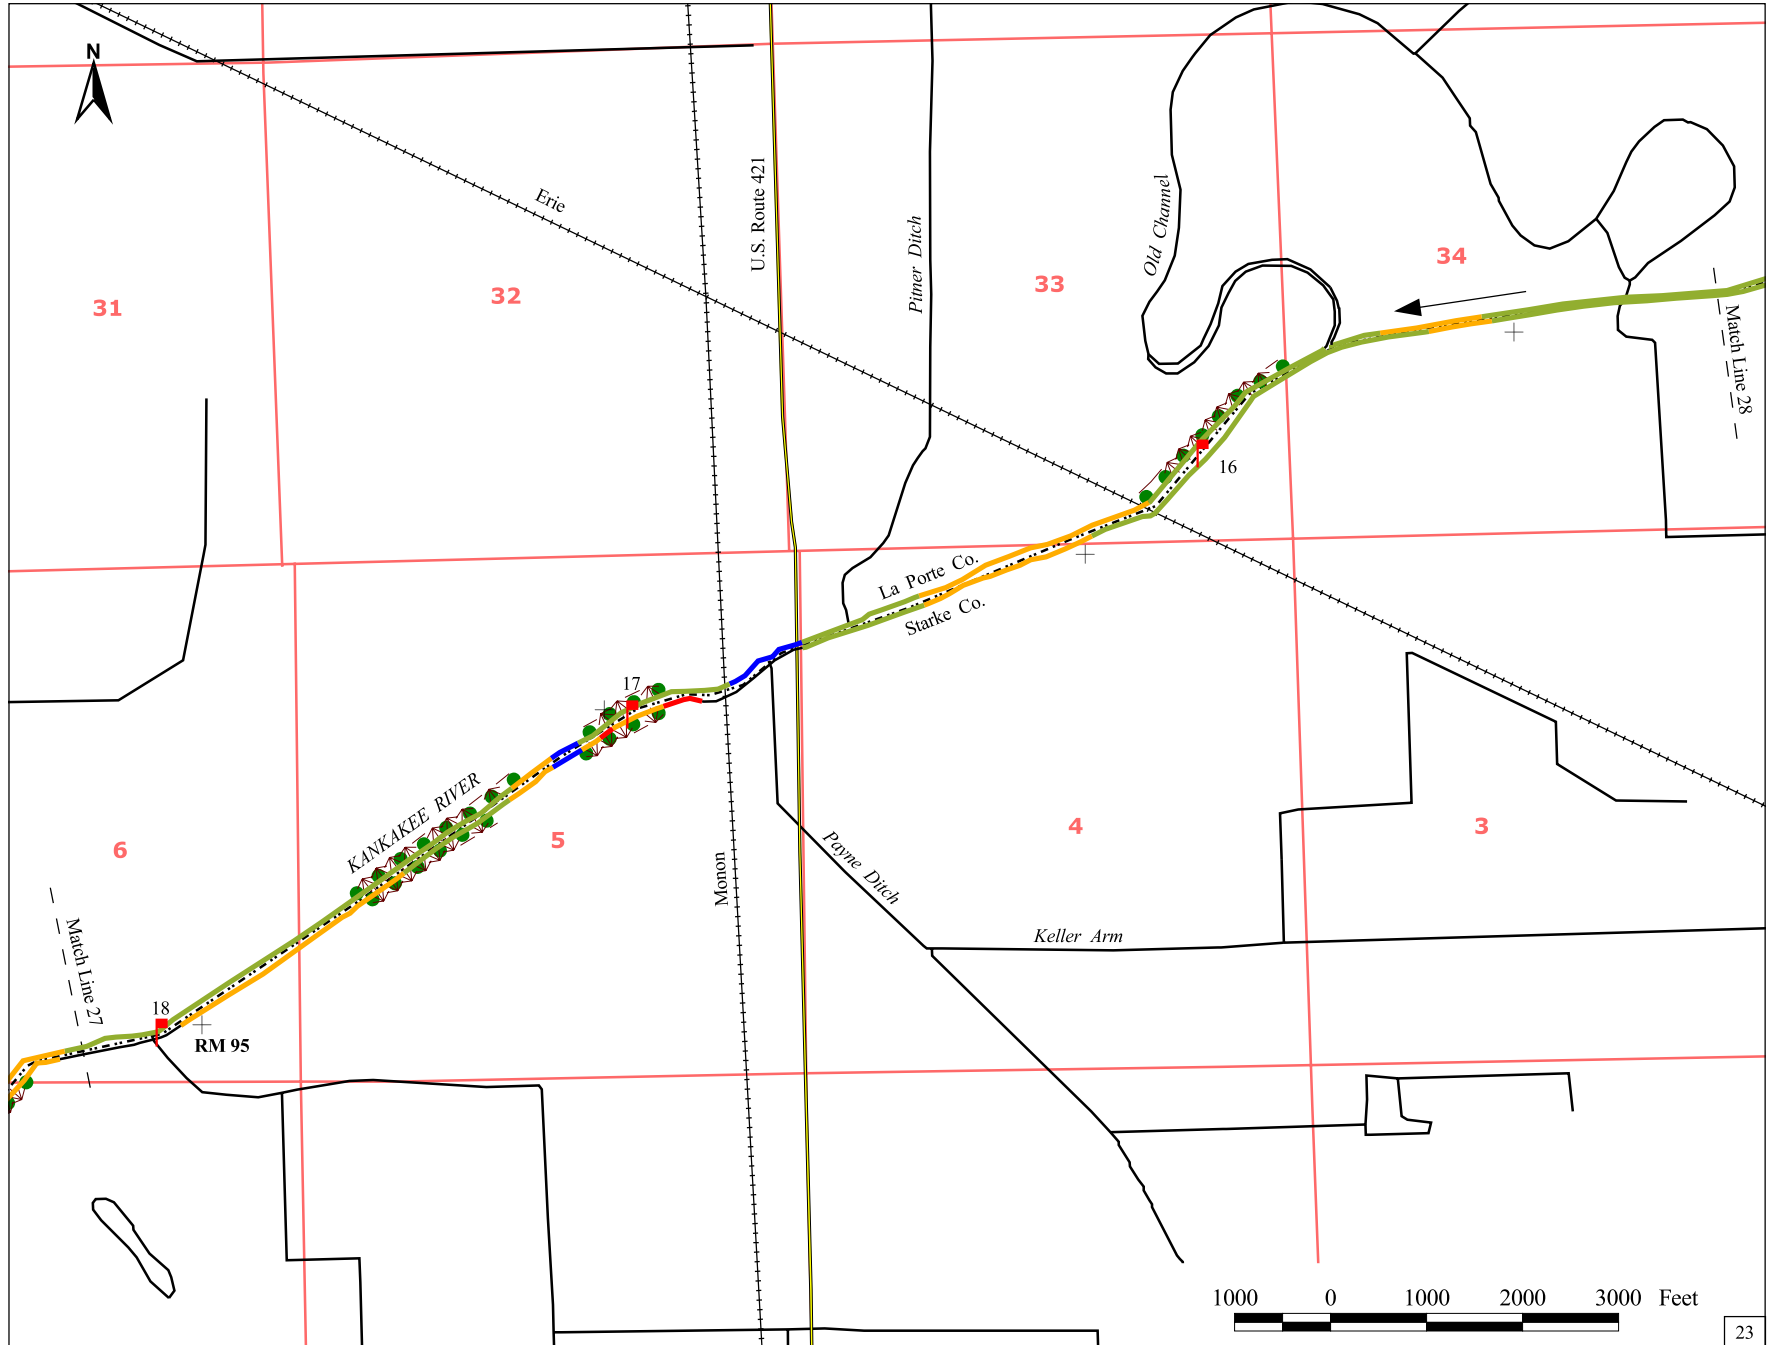 N
Erie
U.S. Route 421
Pitner Ditch
Old Channel
31
32
33
34
Match Line 28
16
La Porte Co.
Starke Co.
17
KANKAKEE RIVER
6
5
4
3
Monon
Payne Ditch
Keller Arm
Match Line 27
18
RM 95
1000 0 1000 2000 3000 Feet
23